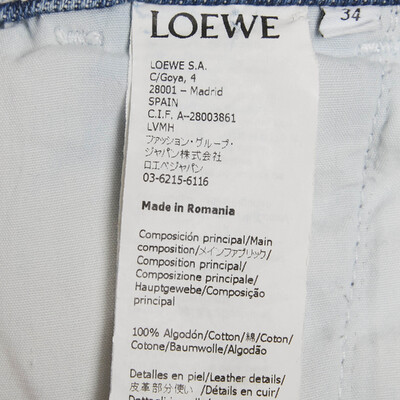 LOEWE
34
LOEWE S.A.
C/Goya, 4
28001 – Madrid
SPAIN
C.I.F. A–28003861
LVMH
ファッション・グループ・
ジャパン株式会社
ロエベジャパン
03-6215-6116
Made in Romania
Composición principal/Main
composition/メインファブリック/
Composition principal/
Composizione principale/
Hauptgewebe/Composição
principal
100% Algodón/Cotton/綿/Coton/
Cotone/Baumwolle/Algodão
Detalles en piel/Leather details/
皮革部分使い/Détails en cuir/